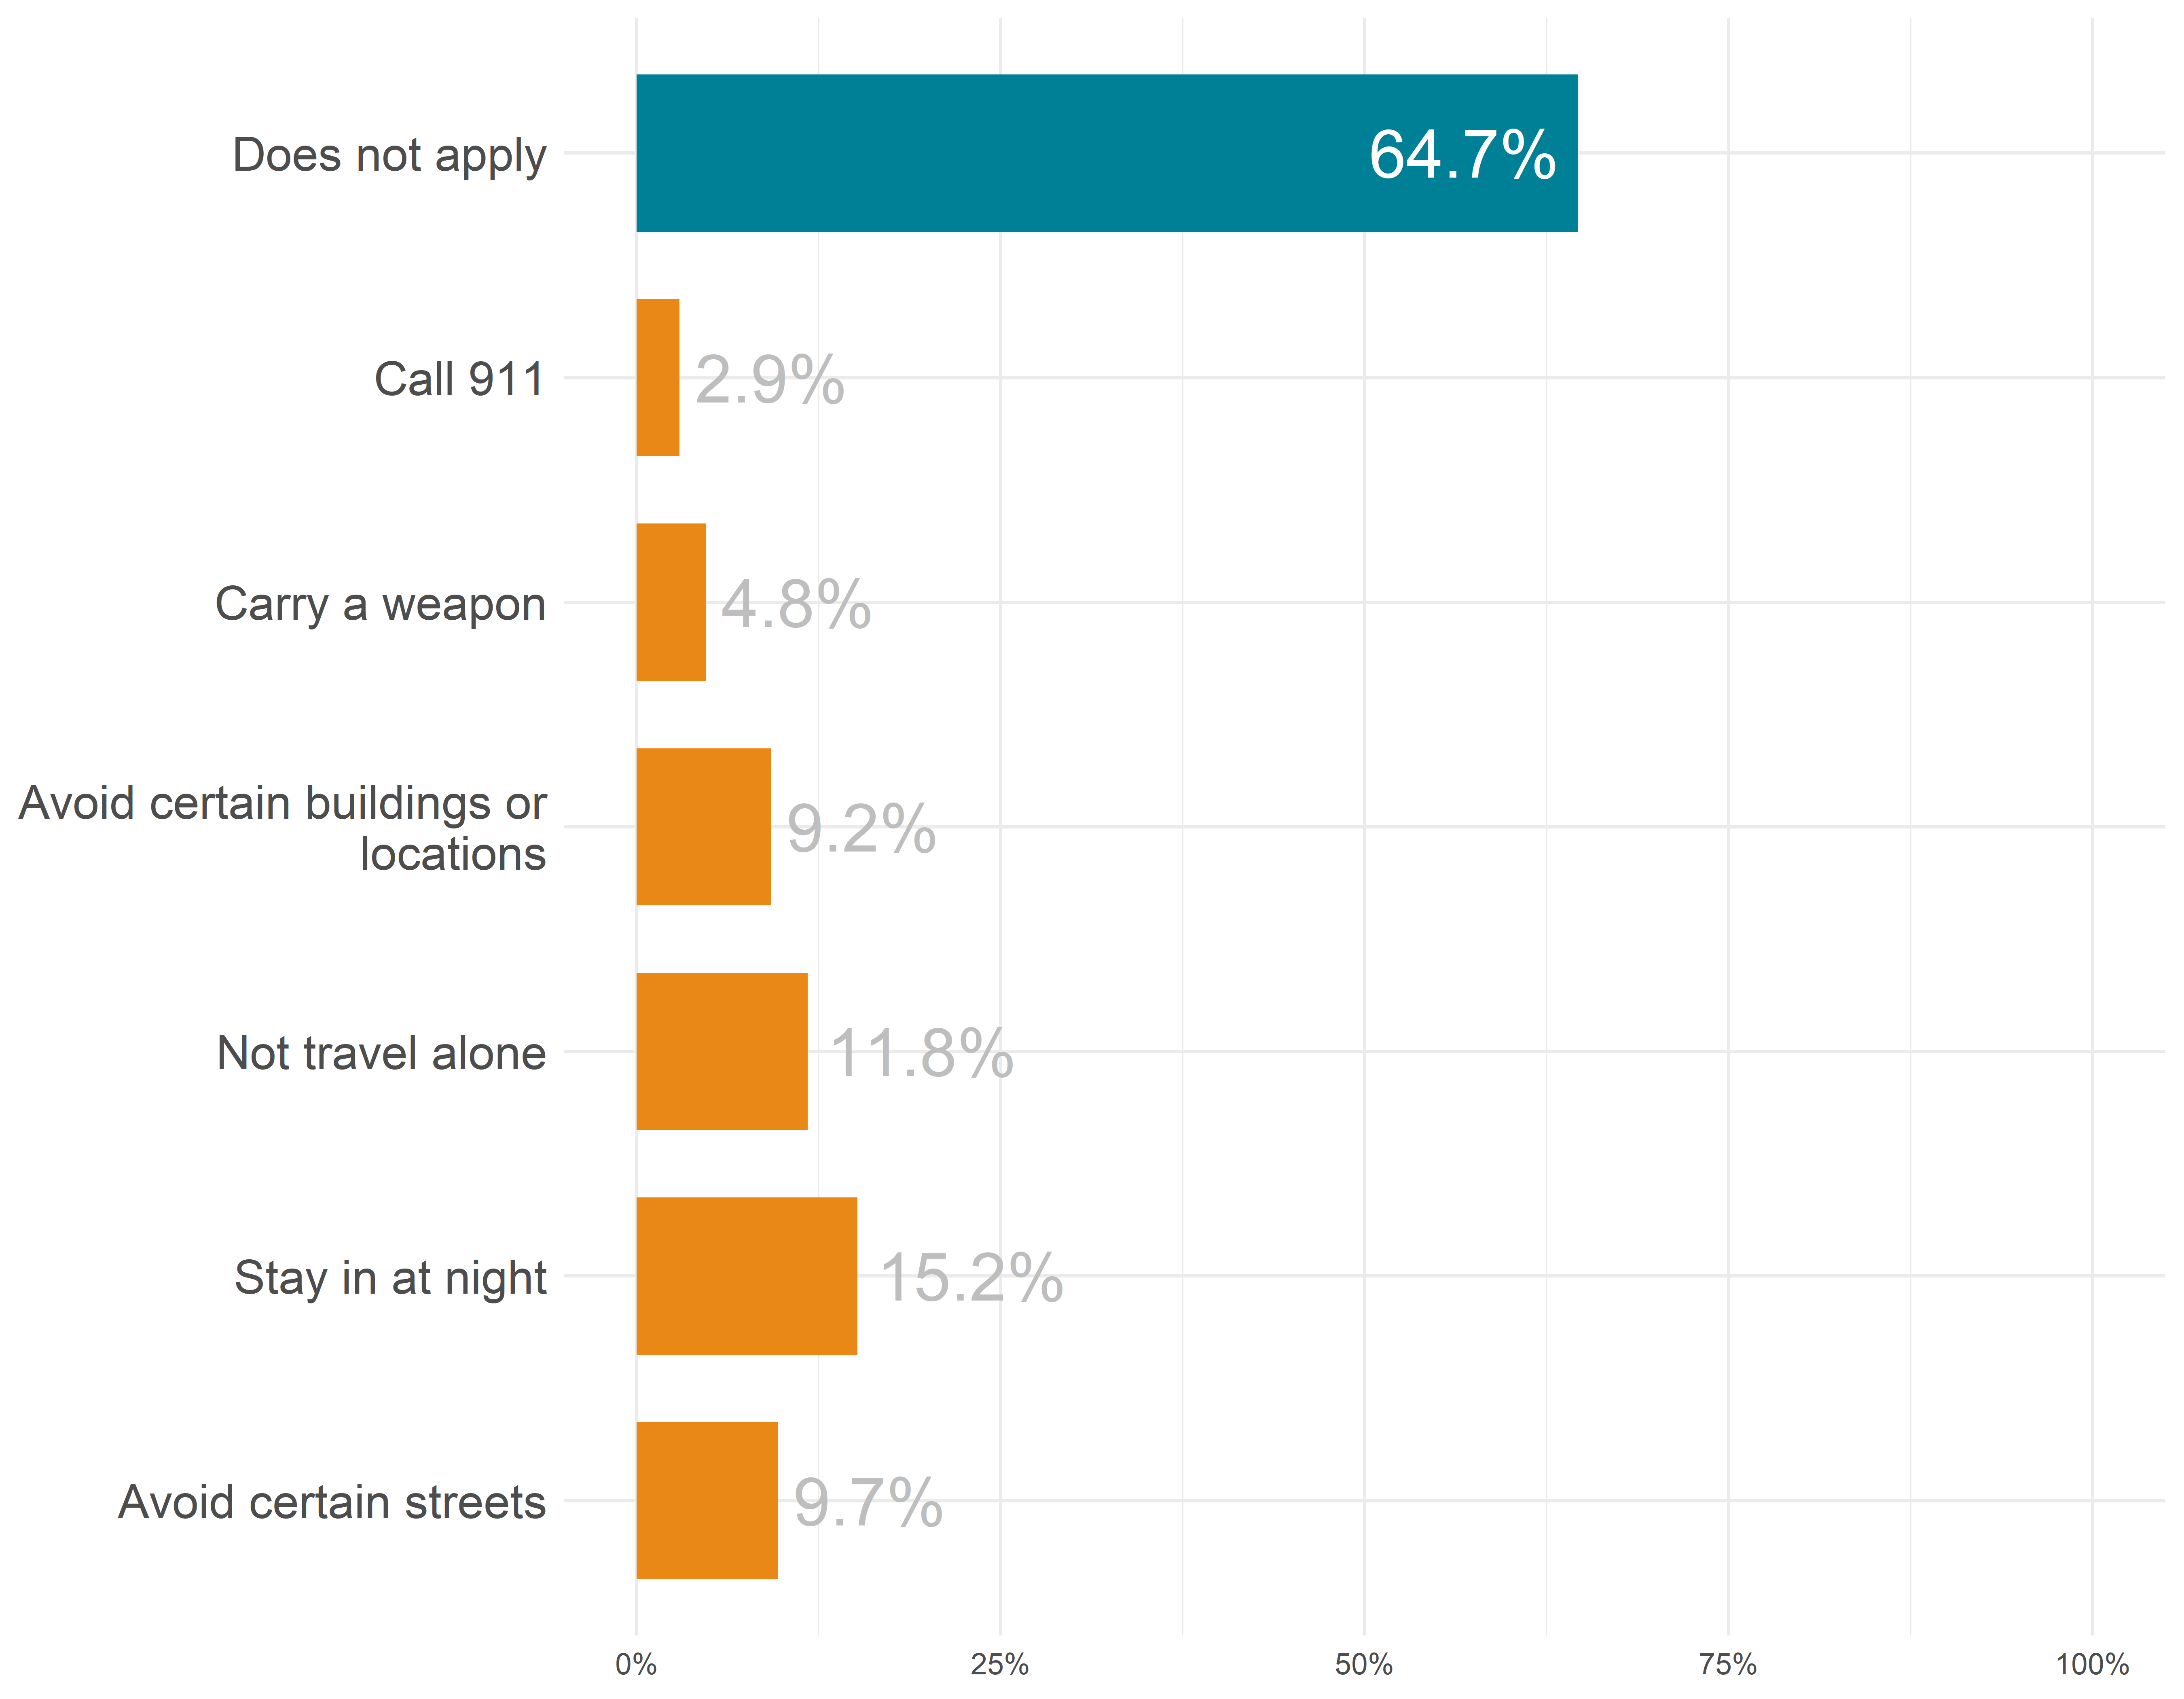 Does not apply
64.7%
Call 911
2.9%
Carry a weapon
4.8%
Avoid certain buildings or
locations
9.2%
Not travel alone
11.8%
Stay in at night
15.2%
Avoid certain streets
9.7%
0% 25% 50% 75% 100%